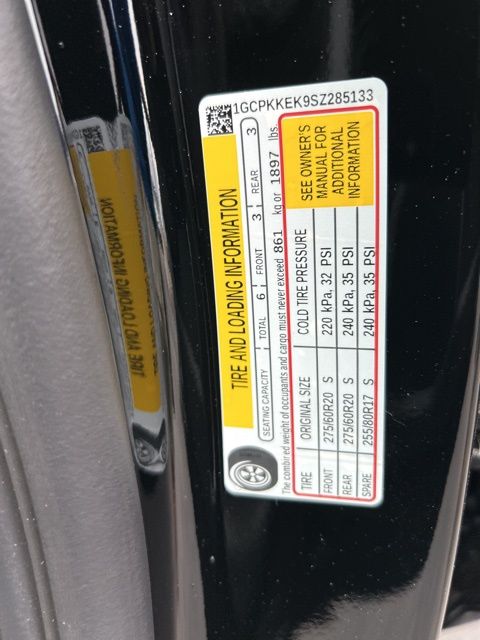 1GCPKKEK9SZ285133
TIRE AND LOADING INFORMATION
SEATING CAPACITY TOTAL 6 FRONT 3 REAR 3
The combined weight of occupants and cargo must never exceed 861 kg or 1897 lbs.
TIRE ORIGINAL SIZE COLD TIRE PRESSURE
FRONT 275/60R20 S 220 kPa, 32 PSI
REAR 275/60R20 S 240 kPa, 35 PSI
SPARE 255/80R17 S 240 kPa, 35 PSI
SEE OWNER'S
MANUAL FOR
ADDITIONAL
INFORMATION